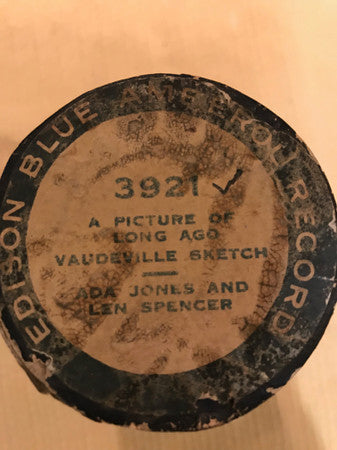 EDISON BLUE AMBEROL RECORD
3921
A PICTURE OF
LONG AGO
VAUDEVILLE SKETCH
ADA JONES AND
LEN SPENCER